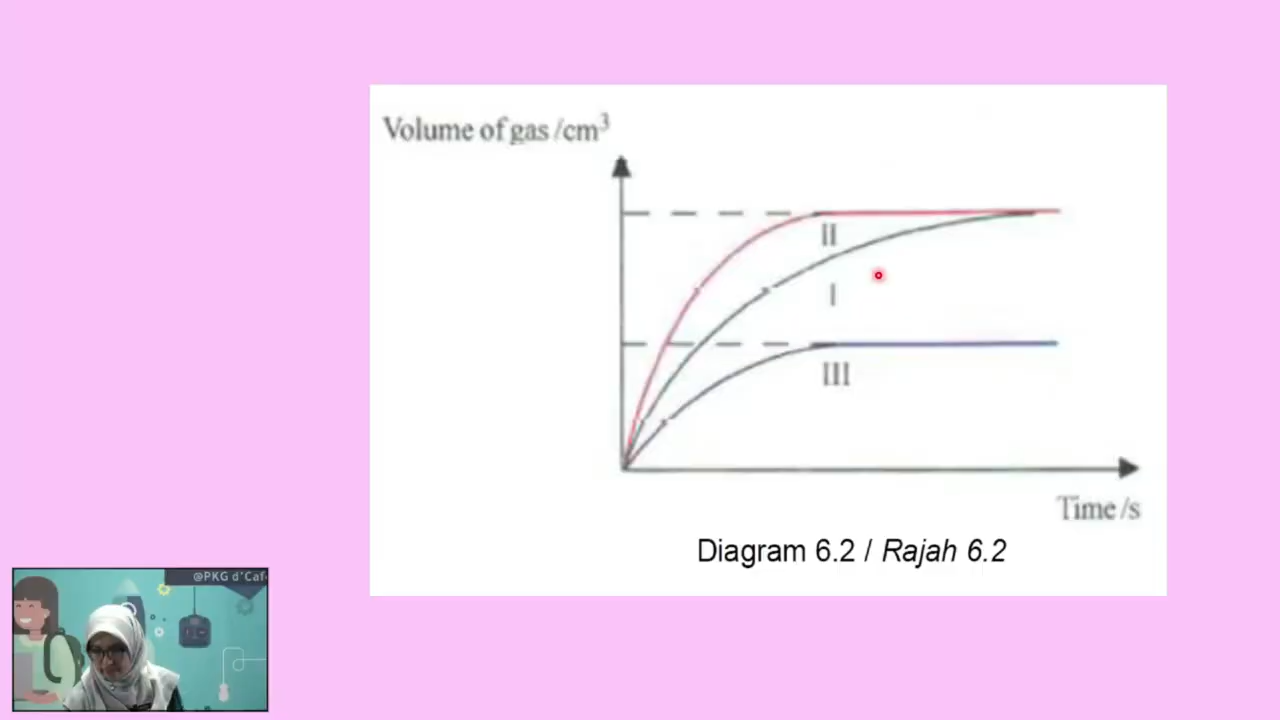 Volume of gas /cm³
II
I
III
Time /s
Diagram 6.2 / Rajah 6.2
@PKG d'Caf